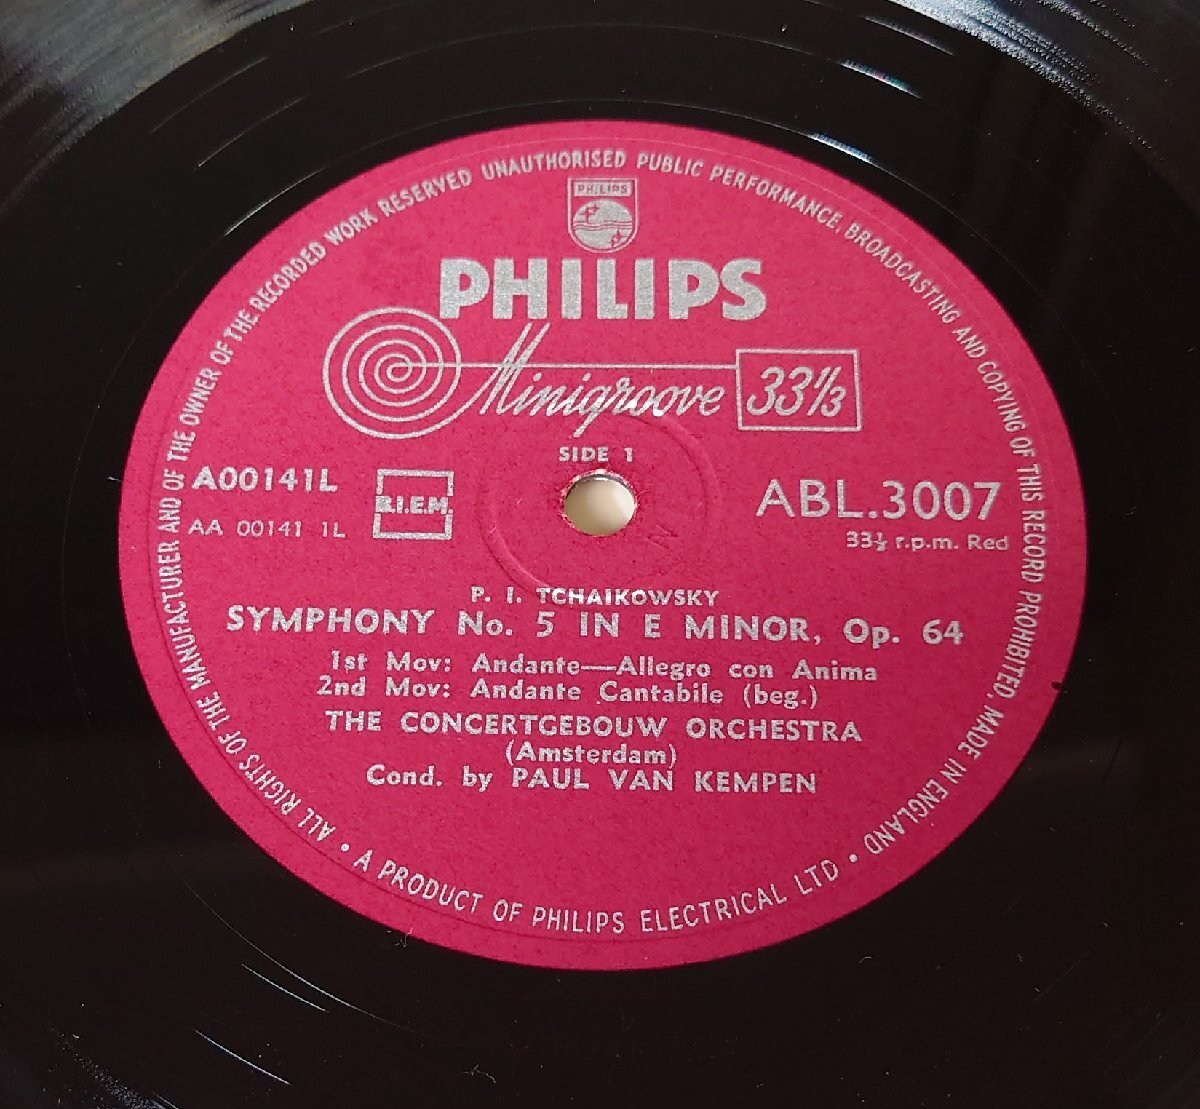 ALL RIGHTS OF THE MANUFACTURER AND OF THE OWNER OF THE RECORDED WORK RESERVED UNAUTHORISED PUBLIC PERFORMANCE, BROADCASTING AND COPYING OF THIS RECORD PROHIBITED. MADE IN ENGLAND
PHILIPS
PHILIPS
Minigroove 33 1/3
SIDE 1
A00141L
B.I.E.M.
ABL.3007
AA 00141 1L
33⅓ r.p.m. Red
P. I. TCHAIKOWSKY
SYMPHONY No. 5 IN E MINOR, Op. 64
1st Mov: Andante—Allegro con Anima
2nd Mov: Andante Cantabile (beg.)
THE CONCERTGEBOUW ORCHESTRA
(Amsterdam)
Cond. by PAUL VAN KEMPEN
• A PRODUCT OF PHILIPS ELECTRICAL LTD •